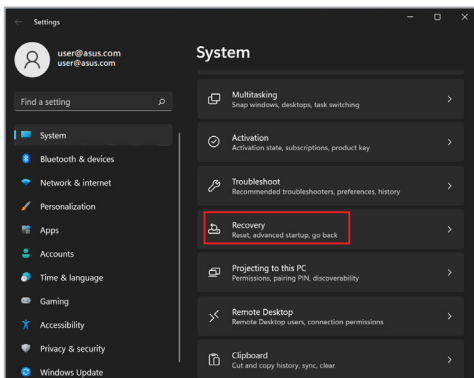 Settings
user@asus.com
user@asus.com
Find a setting
System
Bluetooth & devices
Network & internet
Personalization
Apps
Accounts
Time & language
Gaming
Accessibility
Privacy & security
Windows Update
System
Multitasking
Snap windows, desktops, task switching
Activation
Activation state, subscriptions, product key
Troubleshoot
Recommended troubleshooters, preferences, history
Recovery
Reset, advanced startup, go back
Projecting to this PC
Permissions, pairing PIN, discoverability
Remote Desktop
Remote Desktop users, connection permissions
Clipboard
Cut and copy history, sync, clear